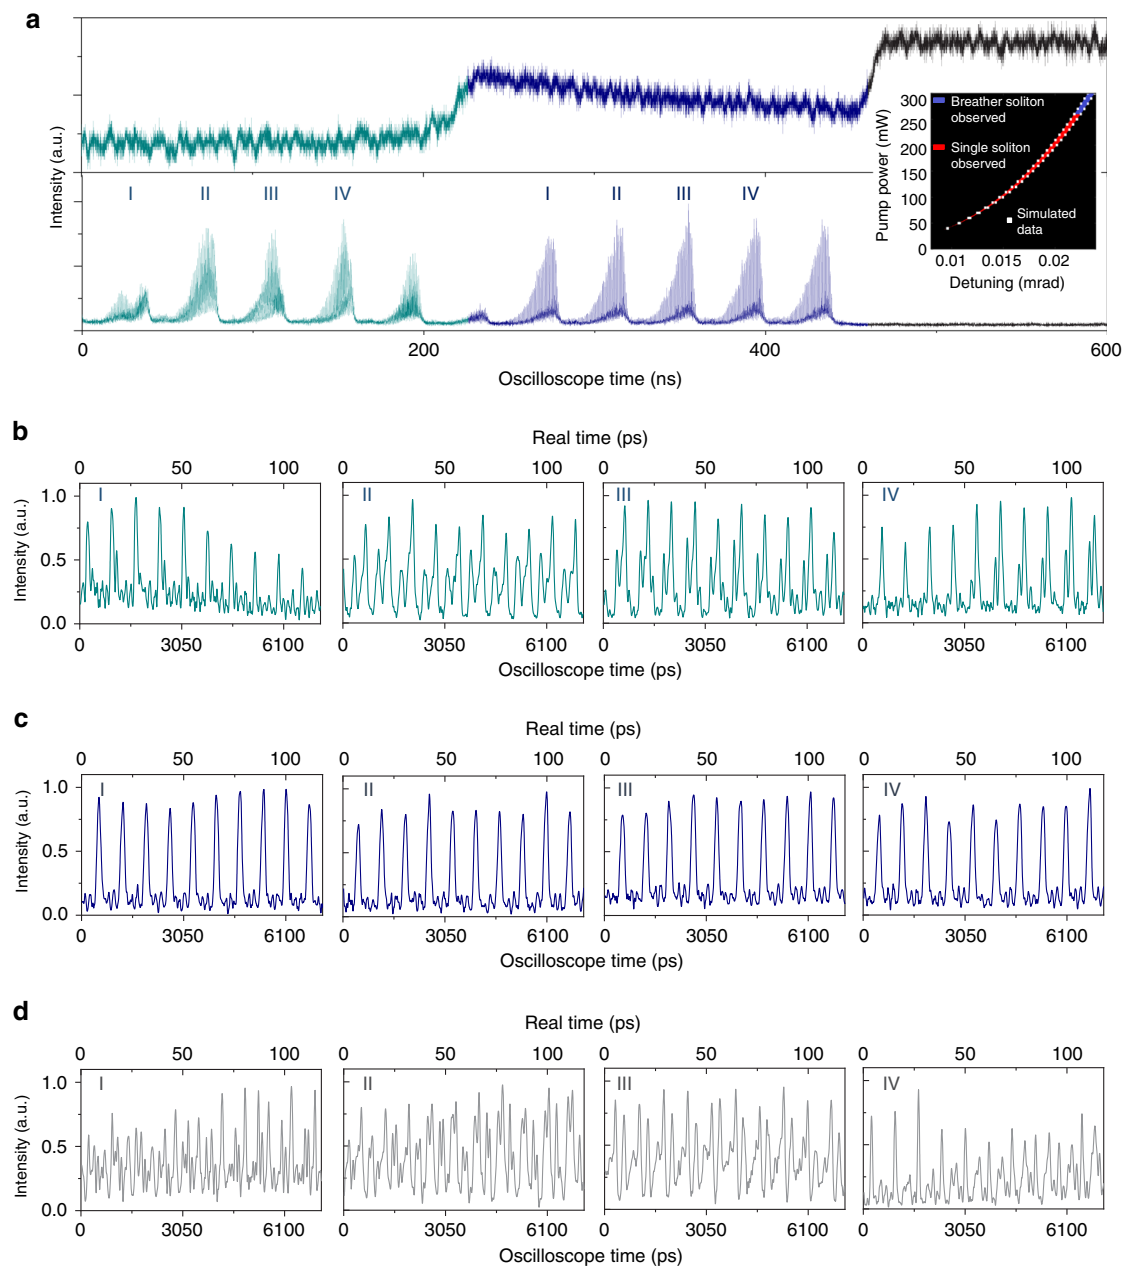 a
Intensity (a.u.)
I II III IV I II III IV
300
250
200
150
100
50
0
Pump power (mW)
Breather soliton
observed
Single soliton
observed
Simulated
data
0.01 0.015 0.02
Detuning (mrad)
0 200 400 600
Oscilloscope time (ns)
b
Real time (ps)
0 50 100 0 50 100 0 50 100 0 50 100
Intensity (a.u.)
1.0
0.5
0.0
I II III IV
0 3050 6100 0 3050 6100 0 3050 6100 0 3050 6100
Oscilloscope time (ps)
c
Real time (ps)
0 50 100 0 50 100 0 50 100 0 50 100
Intensity (a.u.)
1.0
0.5
0.0
I II III IV
0 3050 6100 0 3050 6100 0 3050 6100 0 3050 6100
Oscilloscope time (ps)
d
Real time (ps)
0 50 100 0 50 100 0 50 100 0 50 100
Intensity (a.u.)
1.0
0.5
0.0
I II III IV
0 3050 6100 0 3050 6100 0 3050 6100 0 3050 6100
Oscilloscope time (ps)